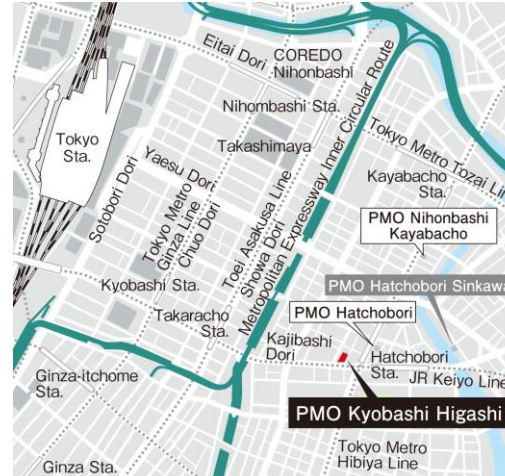 Eitai Dori
COREDO
Nihonbashi
Nihombashi Sta.
Takashimaya
Tokyo
Sta.
Sotobori Dori
Yaesu Dori
Tokyo Metro
Ginza Line
Chuo Dori
Toei Asakusa Line
Showa Dori
Metropolitan Expressway Inner Circular Route
Tokyo Metro Tozai Li
Kayabacho
Sta.
PMO Nihonbashi
Kayabacho
PMO Hatchobori Sinkawa
PMO Hatchobori
Kyobashi Sta.
Takaracho
Sta.
Kajibashi
Dori
Hatchobori
Sta.
JR Keiyo Line
Ginza-Itchome
Sta.
PMO Kyobashi Higashi
Tokyo Metro
Hibiya Line
Ginza Sta.